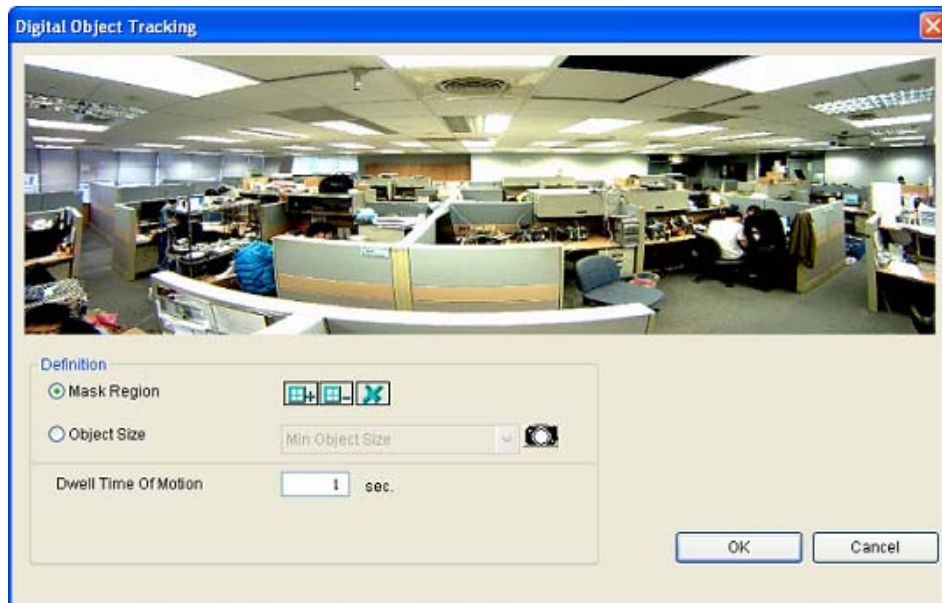 Digital Object Tracking
Definition
Mask Region
Object Size
Min Object Size
Dwell Time Of Motion
1 sec.
OK
Cancel